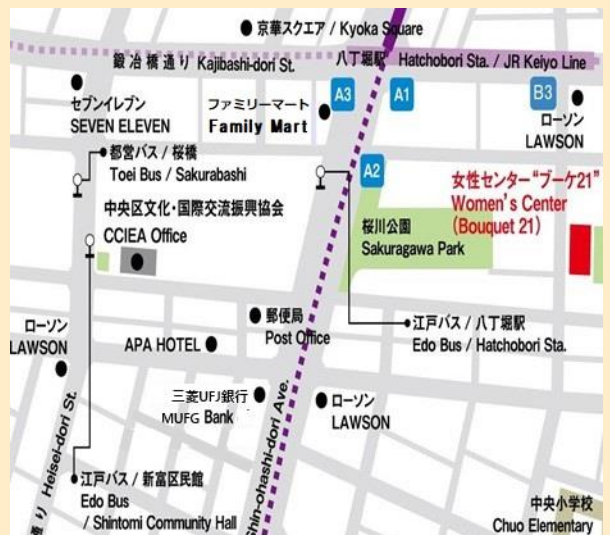 京華スクエア / Kyoka Square
鍛冶橋通り Kajibashi-dori St.
八丁堀駅 Hatchobori Sta. / JR Keiyo Line
セブンイレブン
SEVEN ELEVEN
ファミリーマート
Family Mart
A3
A1
B3
ローソン
LAWSON
都営バス / 桜橋
Toei Bus / Sakurabashi
A2
女性センター“ブーケ21”
Women's Center
(Bouquet 21)
中央区文化・国際交流振興協会
CCIEA Office
桜川公園
Sakuragawa Park
郵便局
Post Office
江戸バス / 八丁堀駅
Edo Bus / Hatchobori Sta.
ローソン
LAWSON
APA HOTEL
三菱UFJ銀行
MUFG Bank
ローソン
LAWSON
Shin-ohashi-dori Ave.
通り Heisei-dori St.
江戸バス / 新富区民館
Edo Bus
/ Shintomi Community Hall
中央小学校
Chuo Elementary